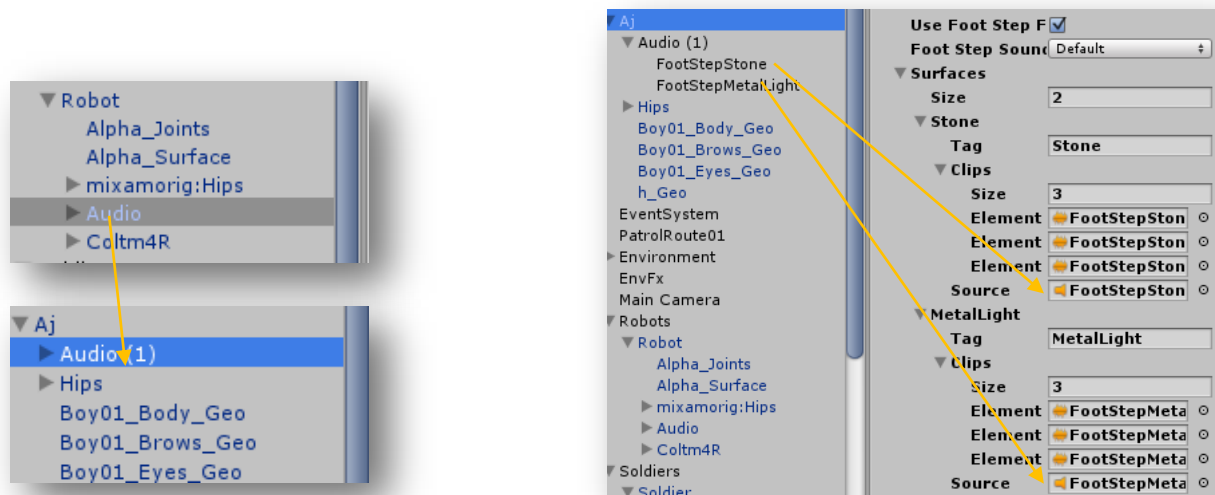 Robot
Alpha_Joints
Alpha_Surface
mixamorig:Hips
Audio
Coltm4R
Aj
Audio (1)
Hips
Boy01_Body_Geo
Boy01_Brows_Geo
Boy01_Eyes_Geo
Aj
Audio (1)
FootStepStone
FootStepMetalLight
Hips
Boy01_Body_Geo
Boy01_Brows_Geo
Boy01_Eyes_Geo
h_Geo
EventSystem
PatrolRoute01
Environment
EnvFx
Main Camera
Robots
Robot
Alpha_Joints
Alpha_Surface
mixamorig:Hips
Audio
Coltm4R
Soldiers
Soldier
Use Foot Step F
Foot Step Soun Default
Surfaces
Size 2
Stone
Tag Stone
Clips
Size 3
Element FootStepSton
Element FootStepSton
Element FootStepSton
Source FootStepSton
MetalLight
Tag MetalLight
Clips
Size 3
Element FootStepMeta
Element FootStepMeta
Element FootStepMeta
Source FootStepMeta